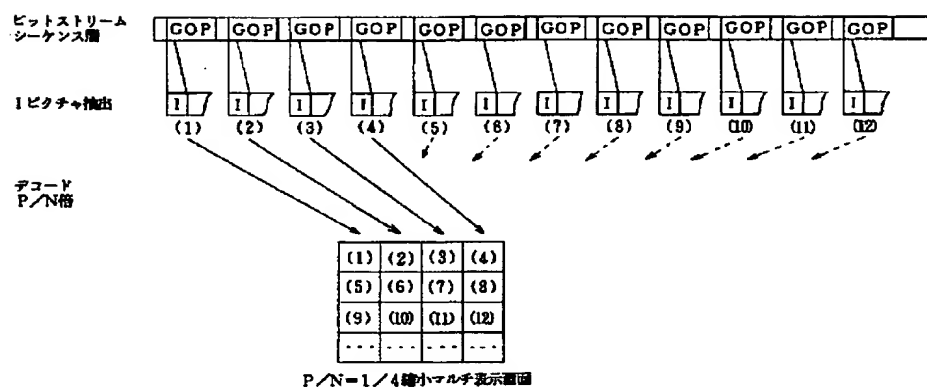 ビットストリーム
シーケンス層
GOP GOP GOP GOP GOP GOP GOP GOP GOP GOP GOP GOP
Iピクチャ抽出
I I I I I I I I I I I I
(1) (2) (3) (4) (5) (6) (7) (8) (9) (10) (11) (12)
デコード
P/N倍
(1) (2) (3) (4)
(5) (6) (7) (8)
(9) (10) (11) (12)
--- --- --- ---
P/N=1/4縮小マルチ表示画面